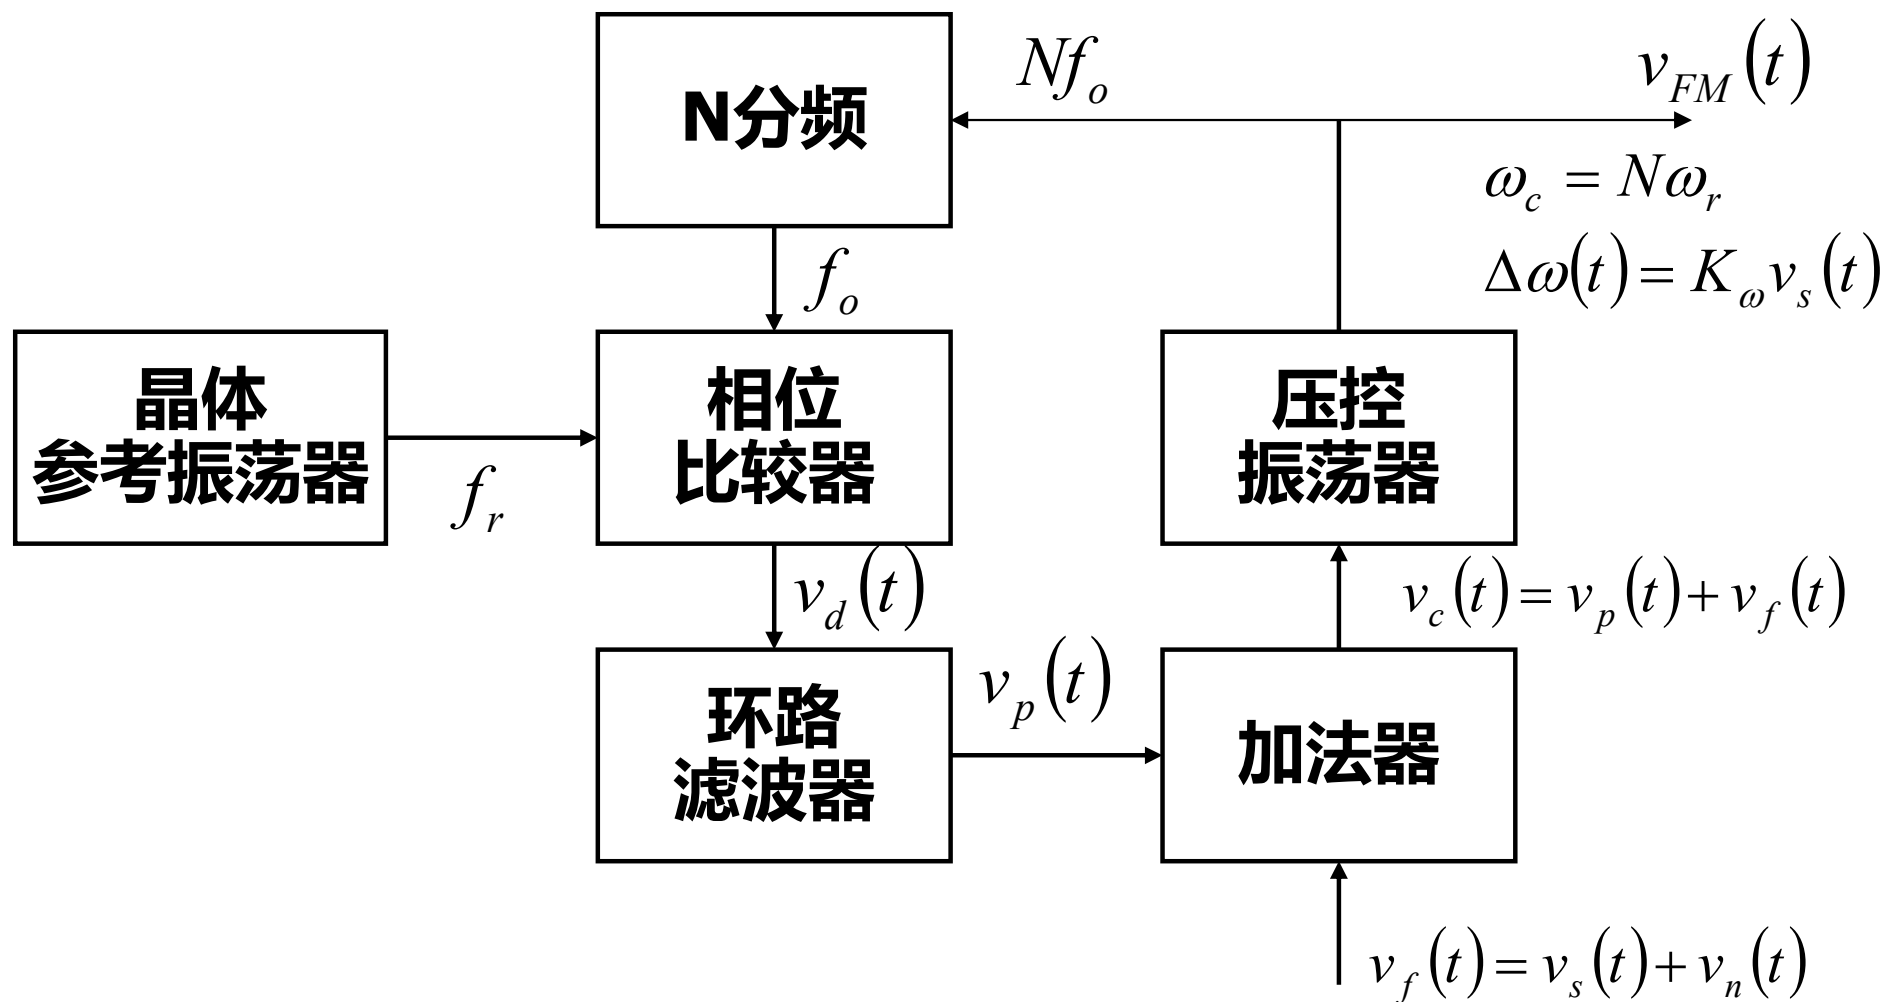 N分频
Nf_o
v_{FM}(t)
ω_c = Nω_r
Δω(t) = K_ω v_s(t)
f_o
晶体
参考振荡器
f_r
相位
比较器
压控
振荡器
v_d(t)
v_c(t) = v_p(t) + v_f(t)
环路
滤波器
v_p(t)
加法器
v_f(t) = v_s(t) + v_n(t)